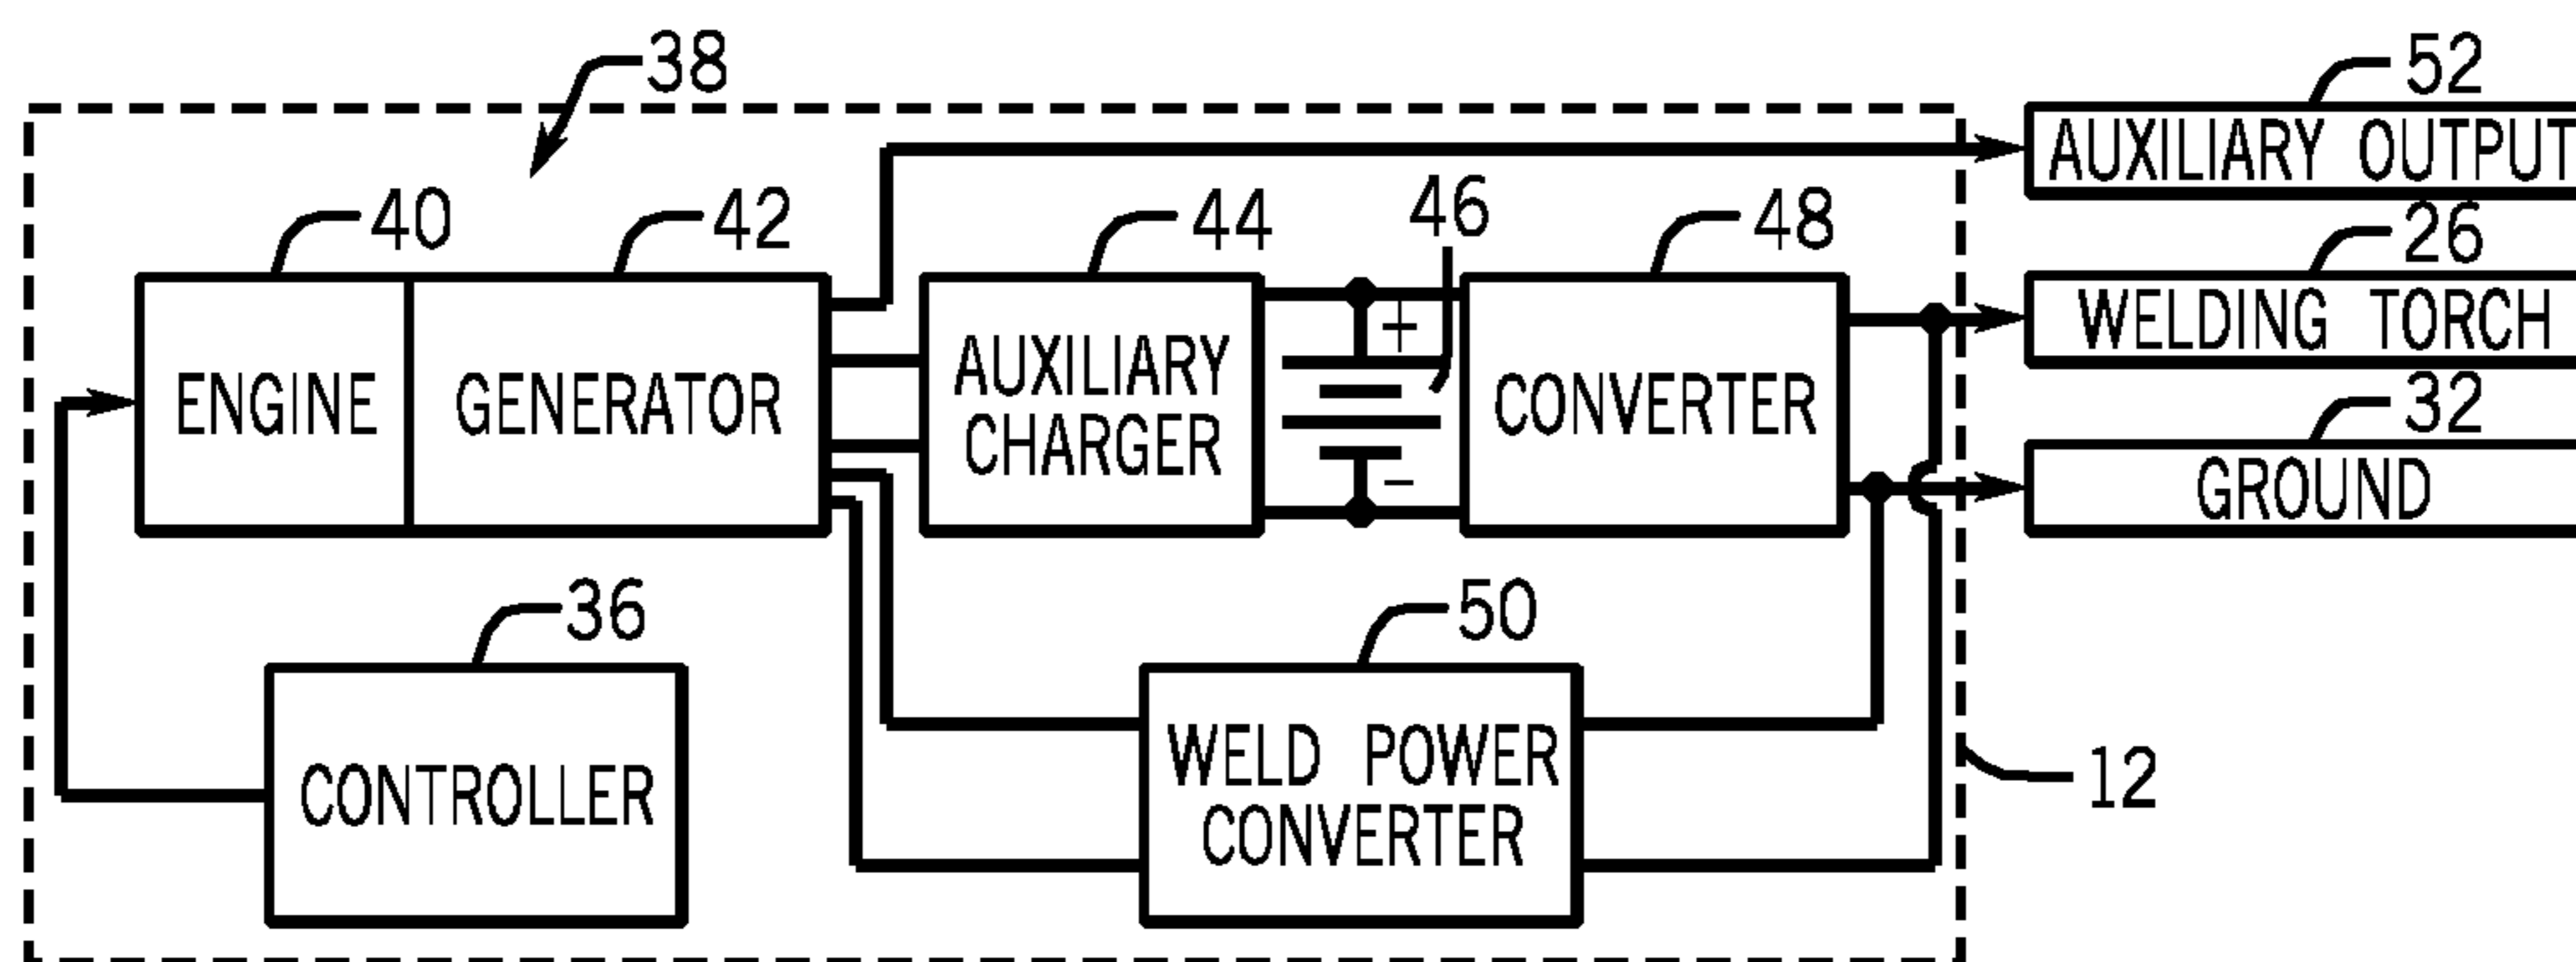 38
52
AUXILIARY OUTPUT
40
42
44
46
48
26
WELDING TORCH
ENGINE
GENERATOR
AUXILIARY
CHARGER
+
−
CONVERTER
32
GROUND
36
CONTROLLER
50
WELD POWER
CONVERTER
12